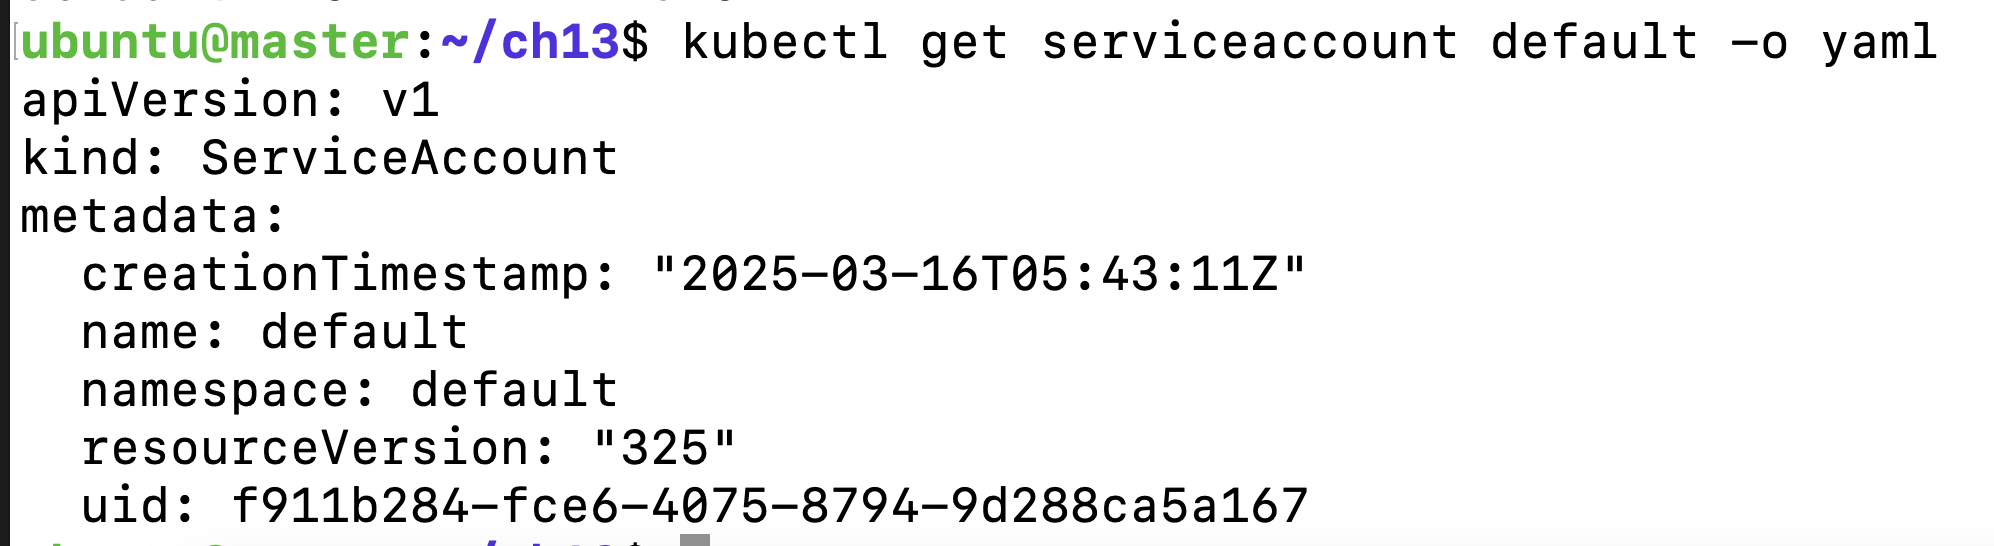 ubuntu@master:~/ch13$ kubectl get serviceaccount default -o yaml
apiVersion: v1
kind: ServiceAccount
metadata:
  creationTimestamp: "2025-03-16T05:43:11Z"
  name: default
  namespace: default
  resourceVersion: "325"
  uid: f911b284-fce6-4075-8794-9d288ca5a167